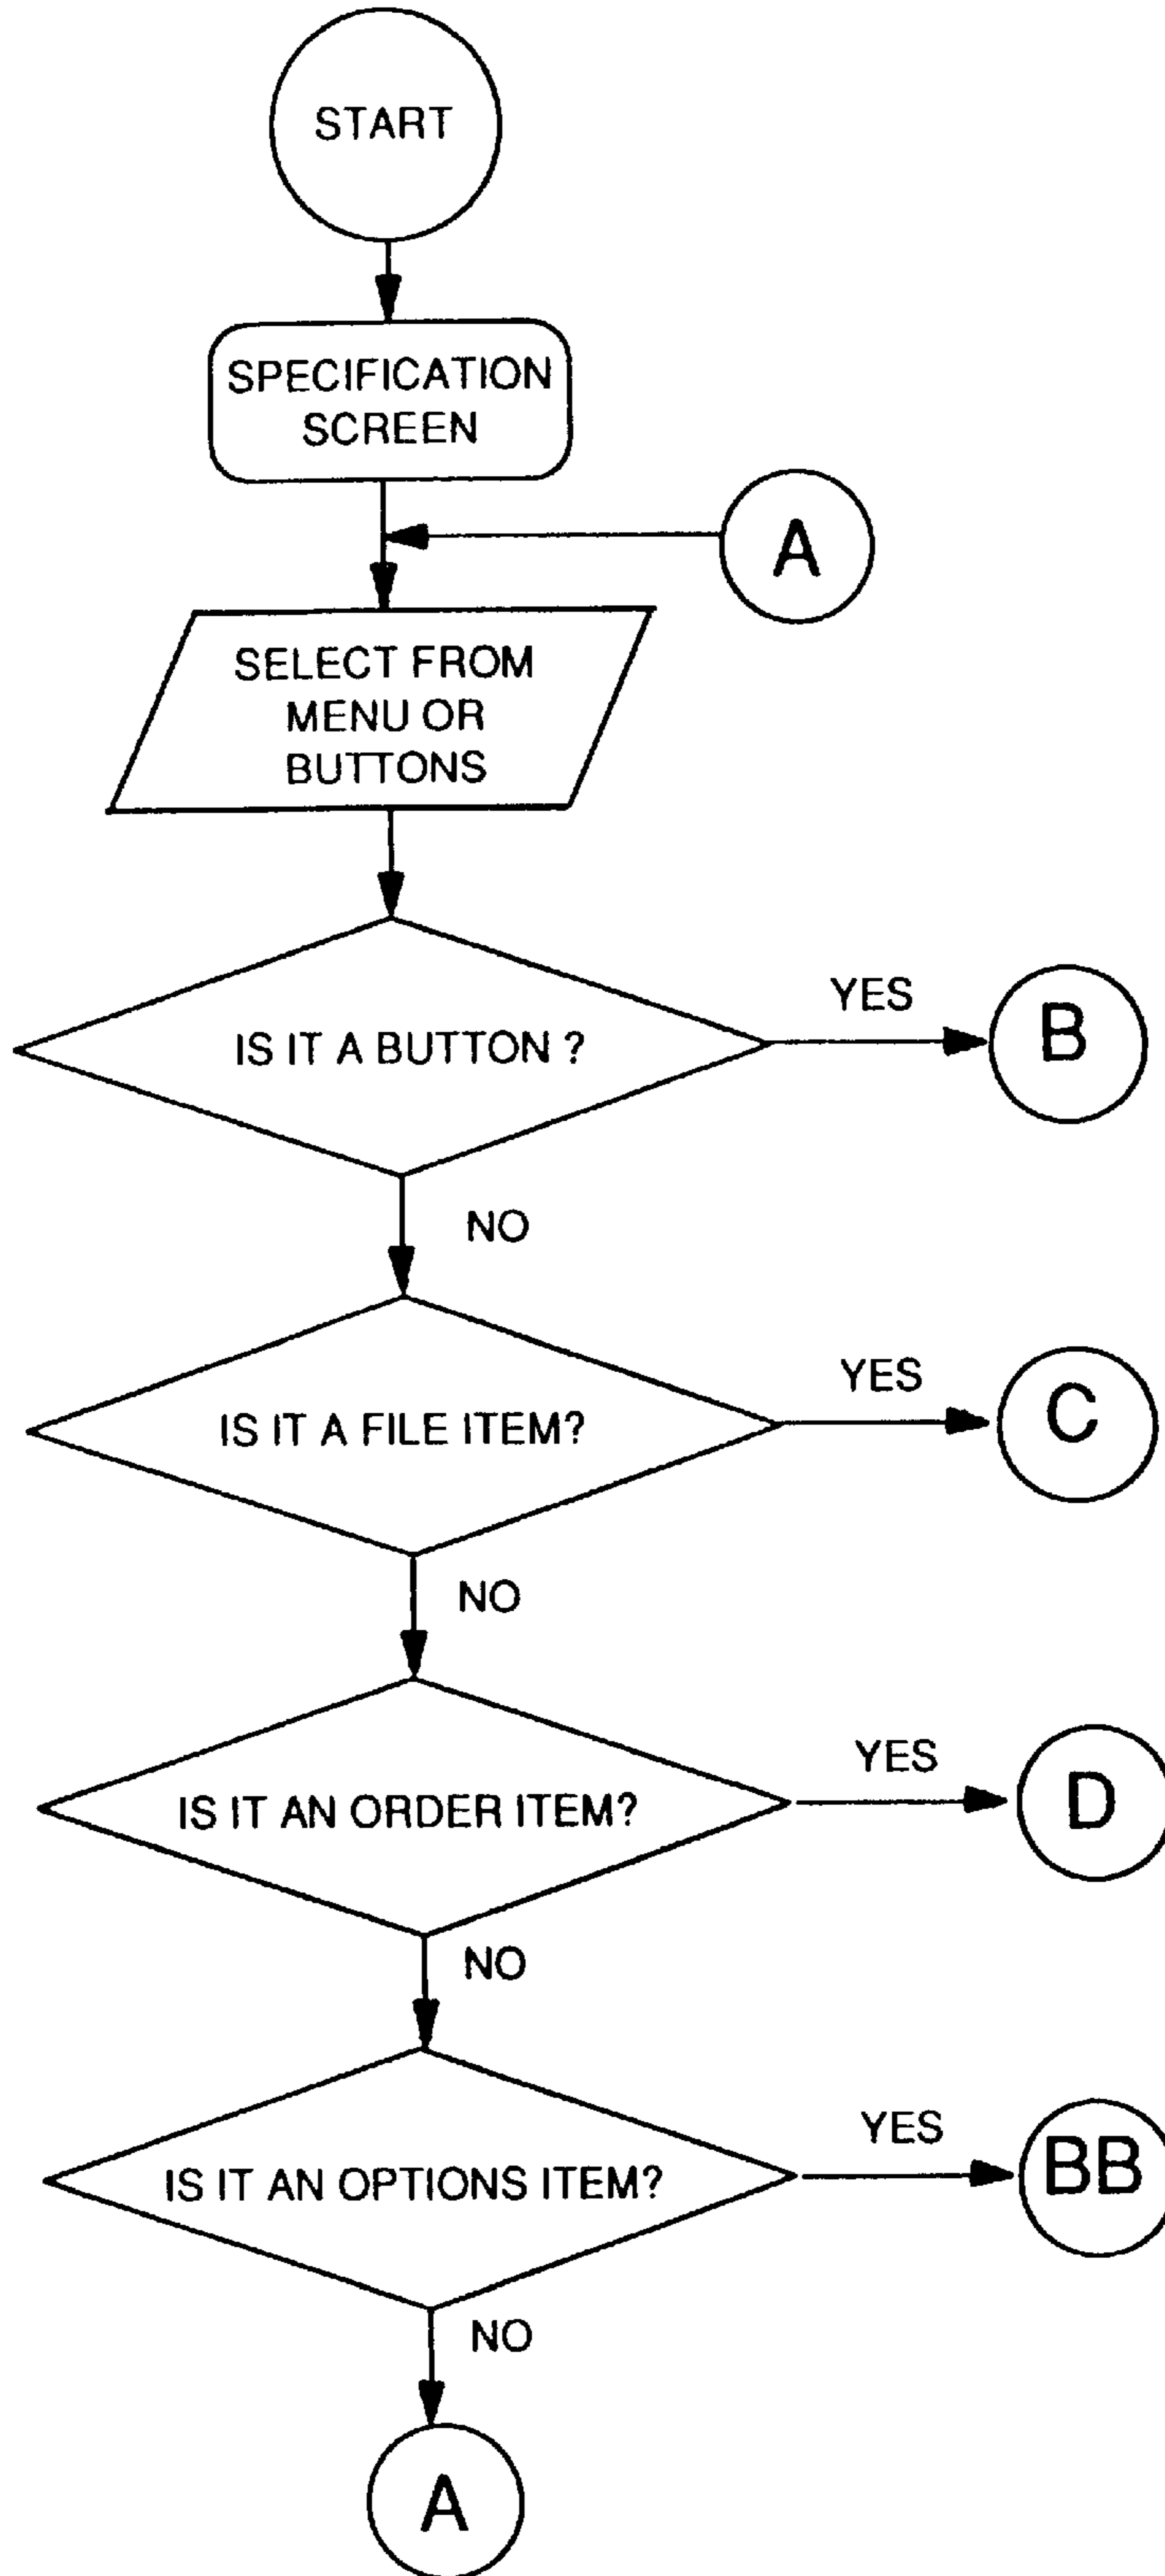 START
SPECIFICATION
SCREEN
A
SELECT FROM
MENU OR
BUTTONS
IS IT A BUTTON ?
YES
B
NO
IS IT A FILE ITEM?
YES
C
NO
IS IT AN ORDER ITEM?
YES
D
NO
IS IT AN OPTIONS ITEM?
YES
BB
NO
A